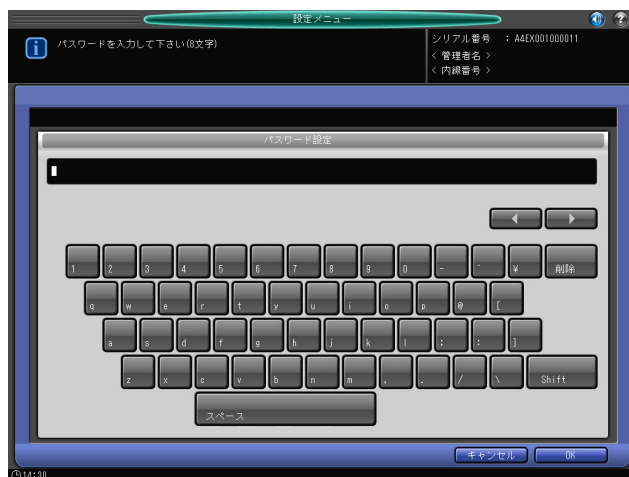 設定メニュー
パスワードを入力して下さい(8文字)
シリアル番号 : A4EX001000011
< 管理者名 >
< 内線番号 >
パスワード設定
1 2 3 4 5 6 7 8 9 0 - ^ ¥ 削除
q w e r t y u i o p @ [
a s d f g h j k l ; : ]
z x c v b n m , . / \ Shift
スペース
キャンセル OK
14:30